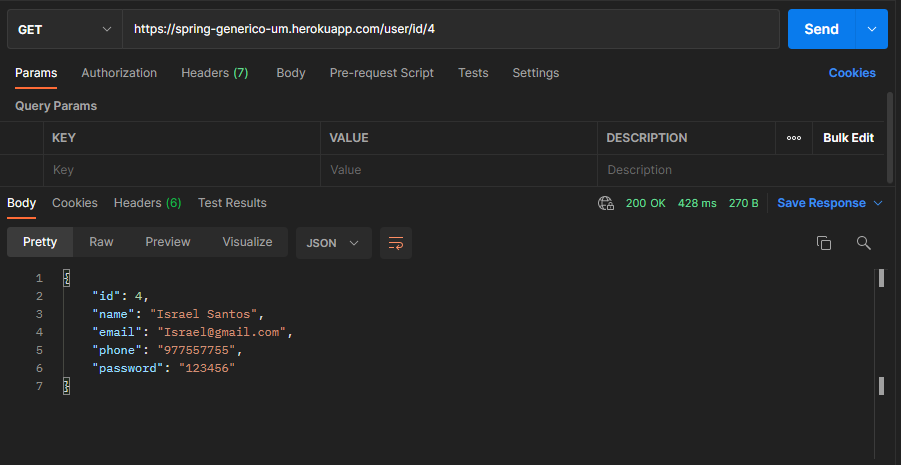 GET https://spring-generico-um.herokuapp.com/user/id/4 Send
Params Authorization Headers (7) Body Pre-request Script Tests Settings Cookies
Query Params
KEY VALUE DESCRIPTION ooo Bulk Edit
Key Value Description
Body Cookies Headers (6) Test Results 200 OK 428 ms 270 B Save Response
Pretty Raw Preview Visualize JSON
1 {
2 "id": 4,
3 "name": "Israel Santos",
4 "email": "Israel@gmail.com",
5 "phone": "977557755",
6 "password": "123456"
7 }